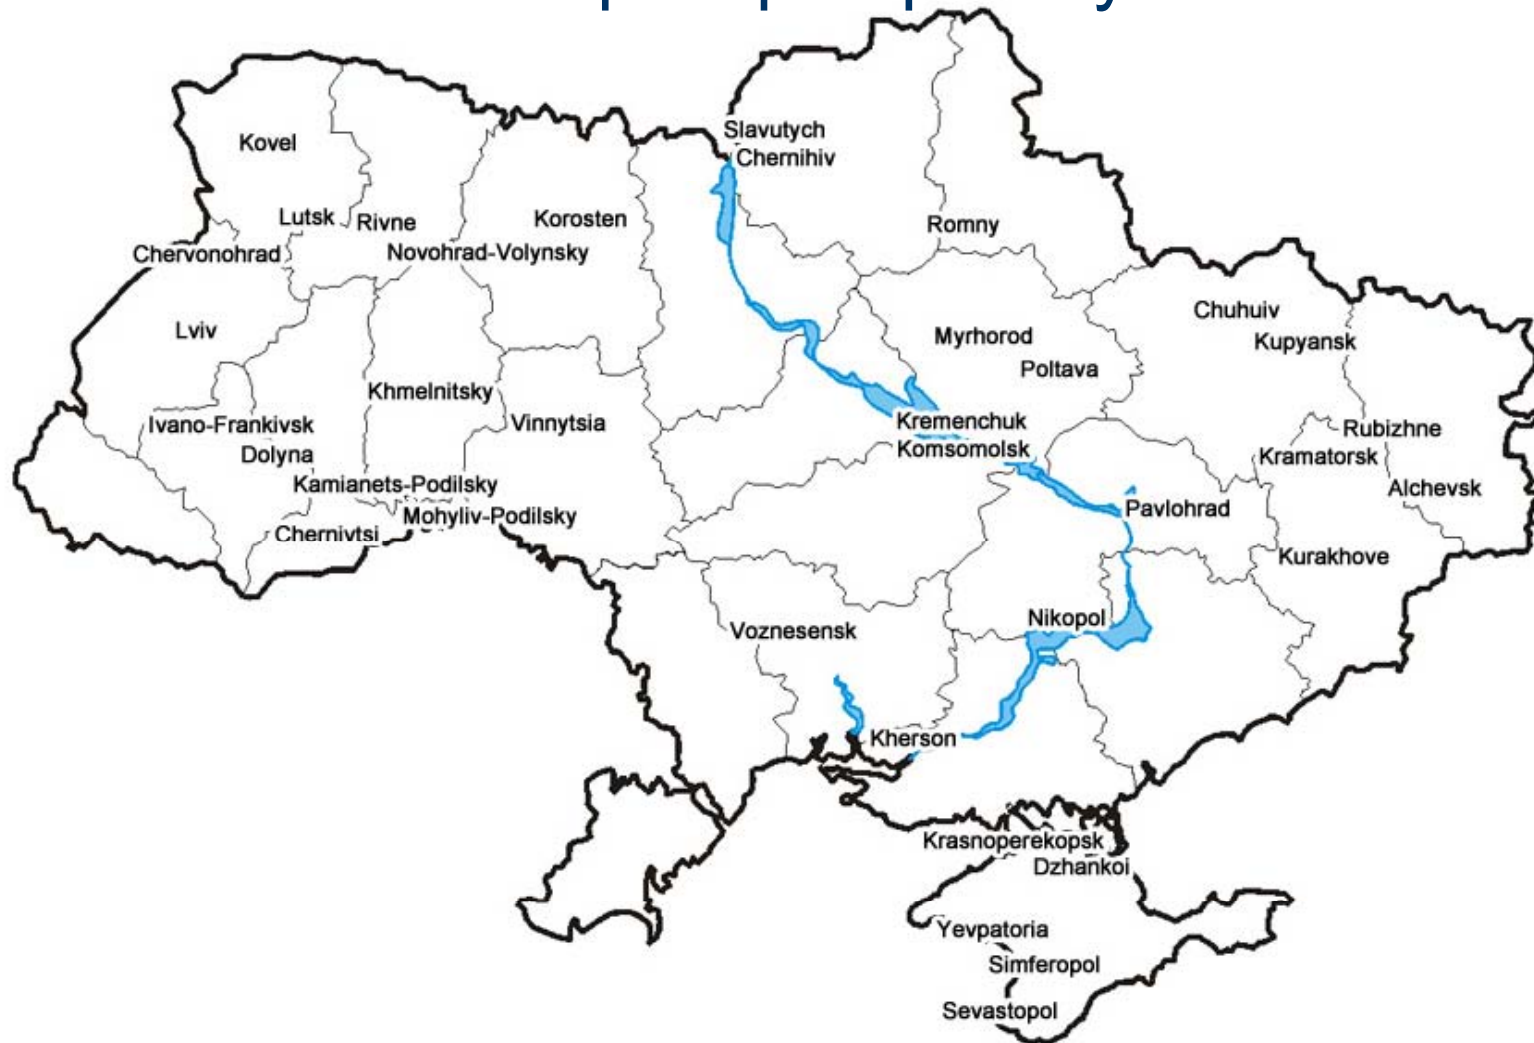 Slavutych
Kovel
Chernihiv
Lutsk
Rivne
Korosten
Romny
Chervonohrad
Novohrad-Volynsky
Chuhuiv
Lviv
Myrhorod
Kupyansk
Poltava
Khmelnitsky
Ivano-Frankivsk
Vinnytsia
Kremenchuk
Rubizhne
Dolyna
Komsomolsk
Kramatorsk
Kamianets-Podilsky
Alchevsk
Mohyliv-Podilsky
Pavlohrad
Chernivtsi
Kurakhove
Nikopol
Voznesensk
Kherson
Krasnoperekopsk
Dzhankoi
Yevpatoria
Simferopol
Sevastopol